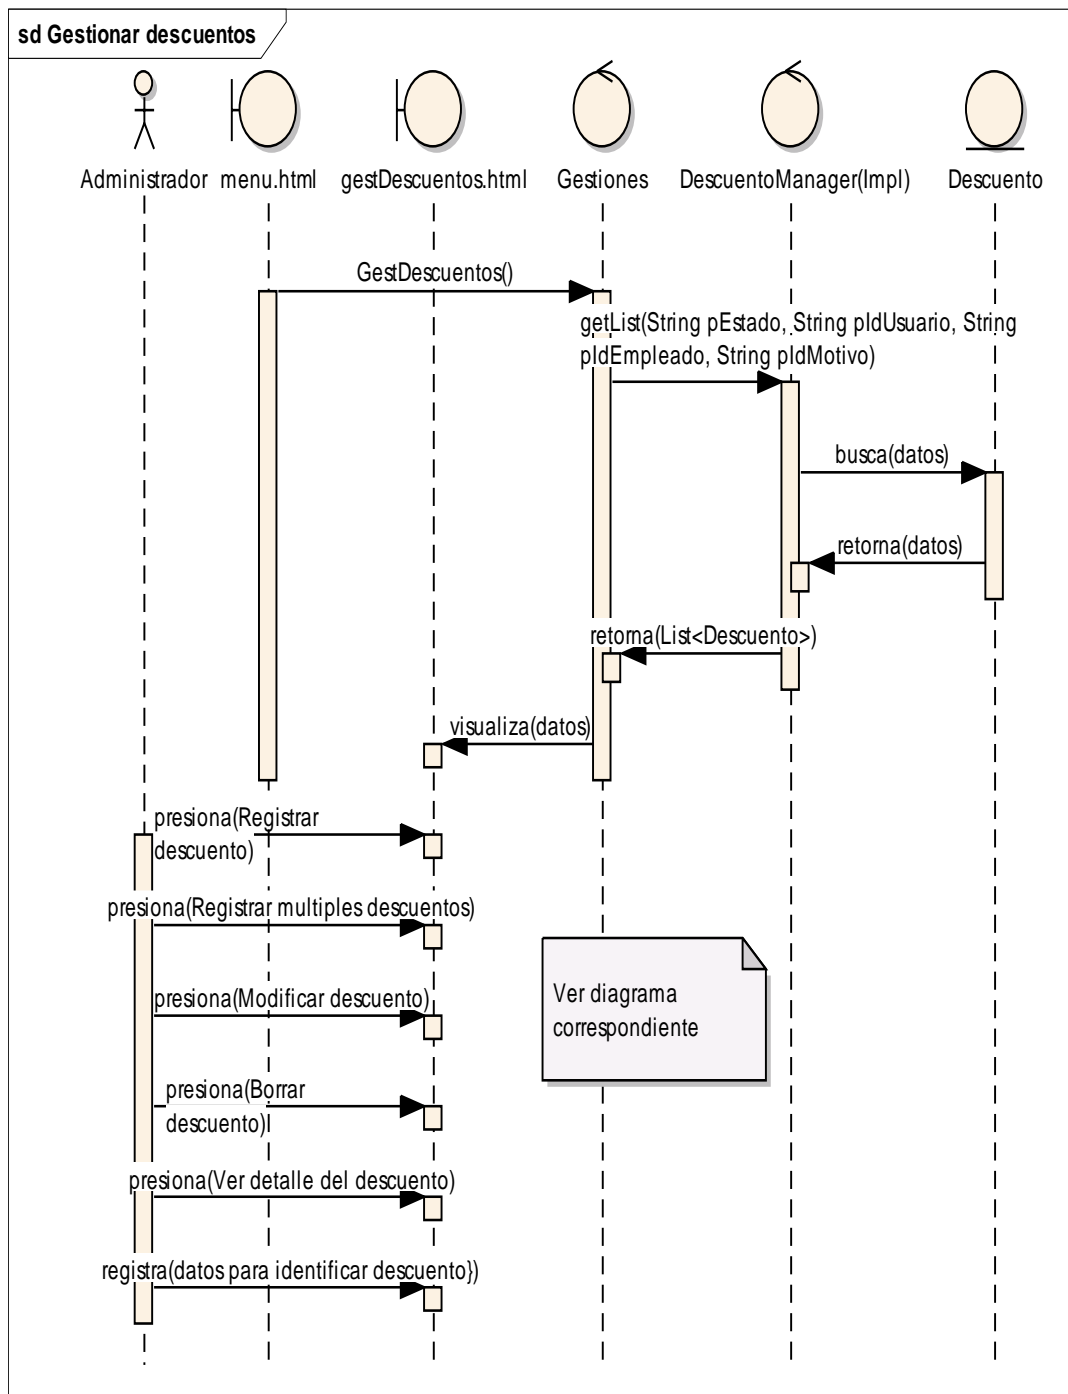 sd Gestionar descuentos
Administrador
menu.html
gestDescuentos.html
Gestiones
DescuentoManager(Impl)
Descuento
GestDescuentos()
getList(String pEstado, String pIdUsuario, String
pIdEmpleado, String pIdMotivo)
busca(datos)
retorna(datos)
retorna(List<Descuento>)
visualiza(datos)
presiona(Registrar
descuento)
presiona(Registrar multiples descuentos)
presiona(Modificar descuento)
presiona(Borrar
descuento)
presiona(Ver detalle del descuento)
registra(datos para identificar descuento})
Ver diagrama
correspondiente